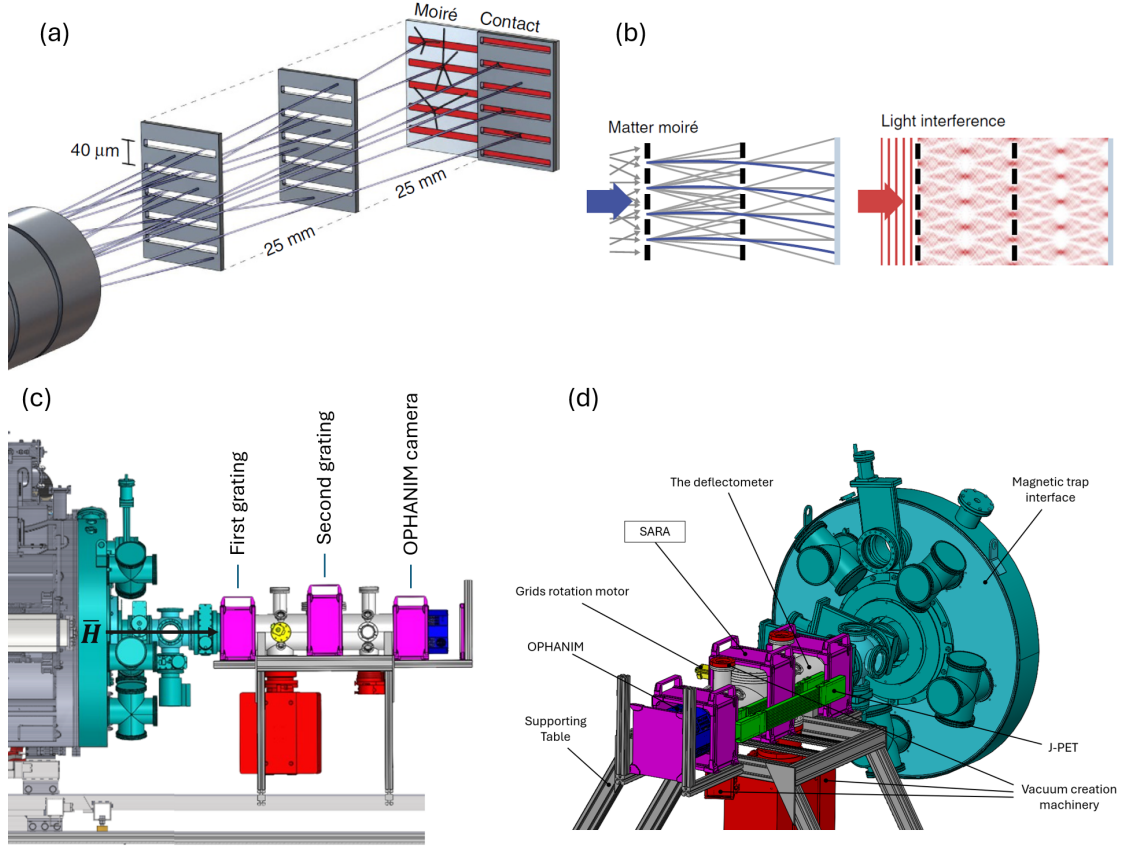 (a)
Moiré
Contact
40 μm
25 mm
25 mm
(b)
Matter moiré
Light interference
(c)
First grating
Second grating
OPHANIM camera
H̅
(d)
The deflectometer
Magnetic trap
interface
SARA
Grids rotation motor
OPHANIM
Supporting
Table
J-PET
Vacuum creation
machinery